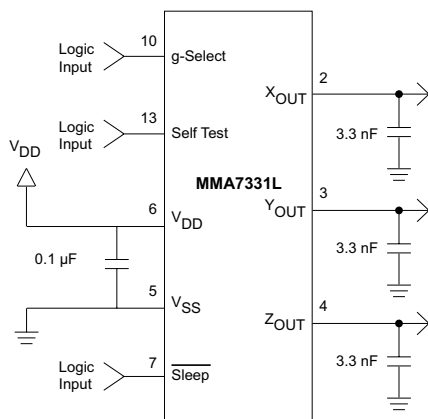 Logic
Input
10
g-Select
Logic
Input
13
Self Test
VDD
6
VDD
0.1 µF
5
VSS
Logic
Input
7
Sleep
MMA7331L
2
XOUT
3.3 nF
3
YOUT
3.3 nF
4
ZOUT
3.3 nF